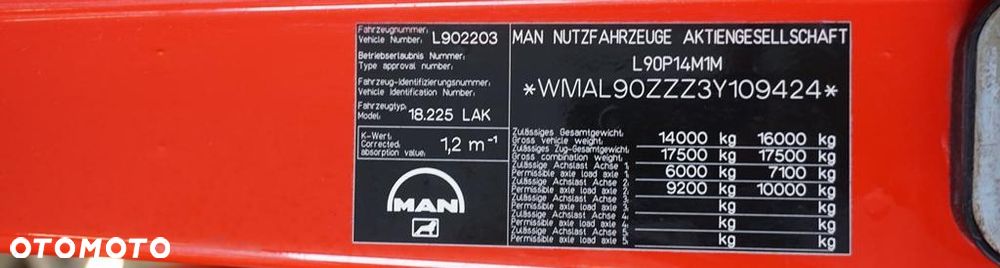 Fahrzeugnummer:
Vehicle Number: L902203
Betriebserlaubnis Nummer:
Type approval number:
Fahrzeug-Identifizierungsnummer:
Vehicle Identification Number:
Fahrzeugtyp:
Model: 18.225 LAK
K-Wert:
Corrected
absorption value: 1,2 m⁻¹
MAN
MAN NUTZFAHRZEUGE AKTIENGESELLSCHAFT
L90P14M1M
*WMAL90ZZZ3Y109424*
Zulässiges Gesamtgewicht:
Gross vehicle weight: 14000 kg 16000 kg
Zulässiges Zug-Gesamtgewicht:
Gross combination weight: 17500 kg 17500 kg
Zulässige Achslast Achse 1:
Permissible axle load axle 1: 6000 kg 7100 kg
Zulässige Achslast Achse 2:
Permissible axle load axle 2: 9200 kg 10000 kg
Zulässige Achslast Achse 3:
Permissible axle load axle 3: kg kg
Zulässige Achslast Achse 4:
Permissible axle load axle 4: kg kg
Zulässige Achslast Achse 5:
Permissible axle load axle 5: kg kg
OTOMOTO